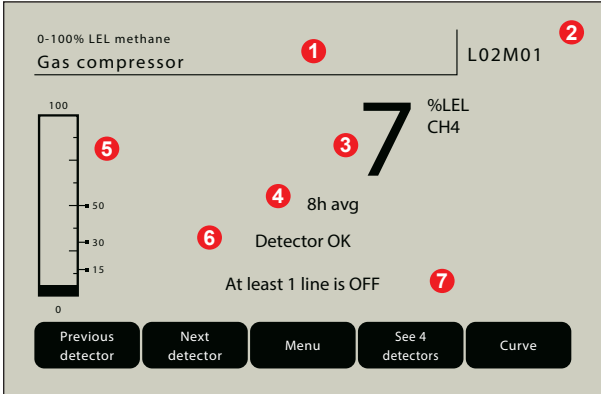 0-100% LEL methane
Gas compressor
1
L02M01
2
100
5
50
30
15
0
7
%LEL
CH4
3
4
8h avg
6
Detector OK
At least 1 line is OFF
7
Previous
detector
Next
detector
Menu
See 4
detectors
Curve